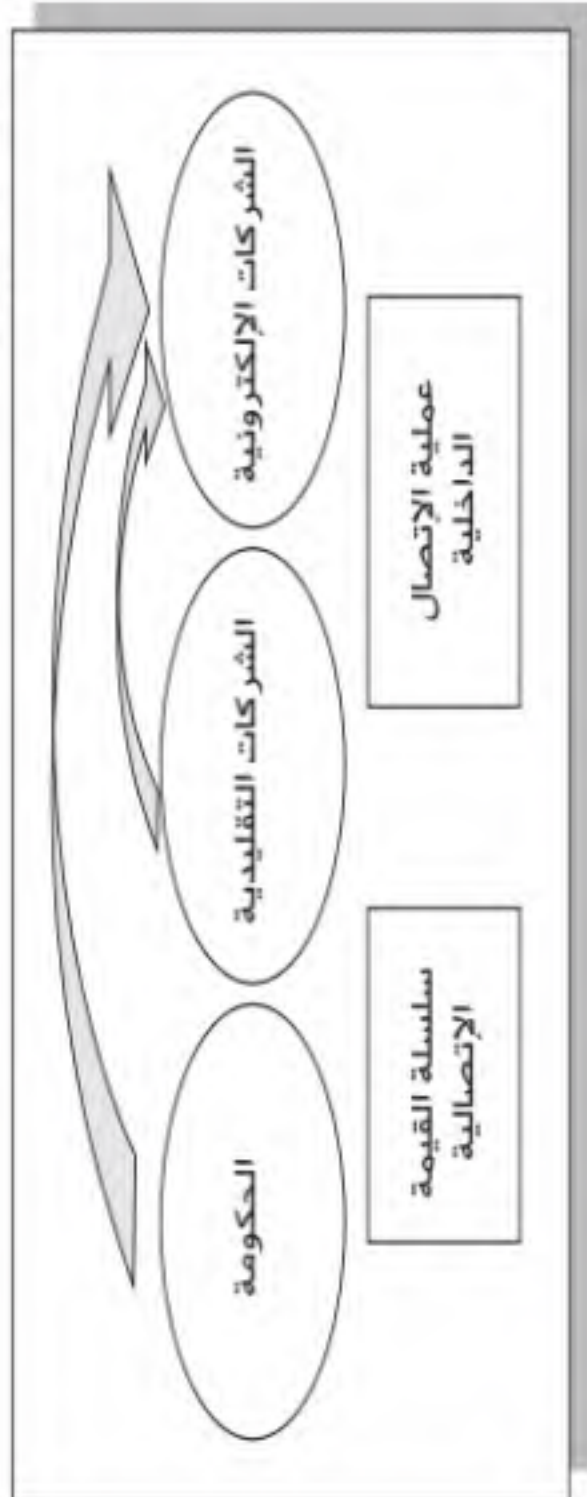 الشركات الإلكترونية
الشركات التقليدية
الحكومة
عملية الإتصال
الداخلية
سلسلة القيمة
الإتصالية